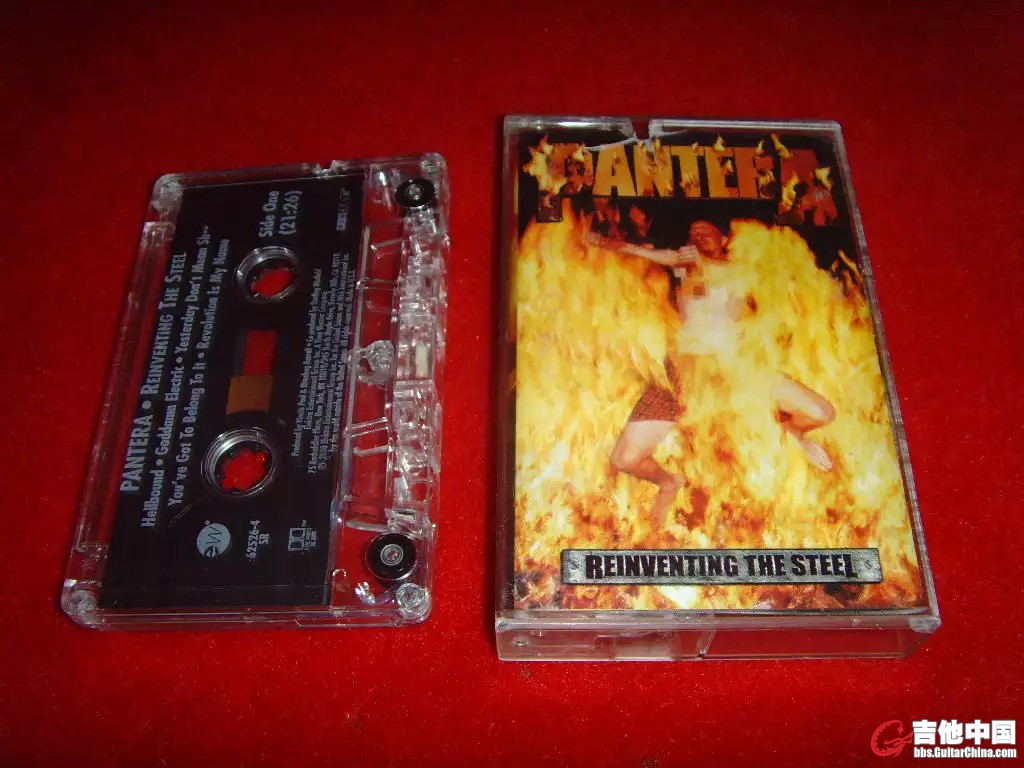 PANTERA • REINVENTING THE STEEL
Hellbound • Goddamn Electric • Yesterday Don't Mean Sh**
You've Got To Belong To It • Revolution Is My Name
Side One
(21:26)
ew
62526-4
SR
PANTERA
REINVENTING THE STEEL
吉他中国
bbs.GuitarChina.com